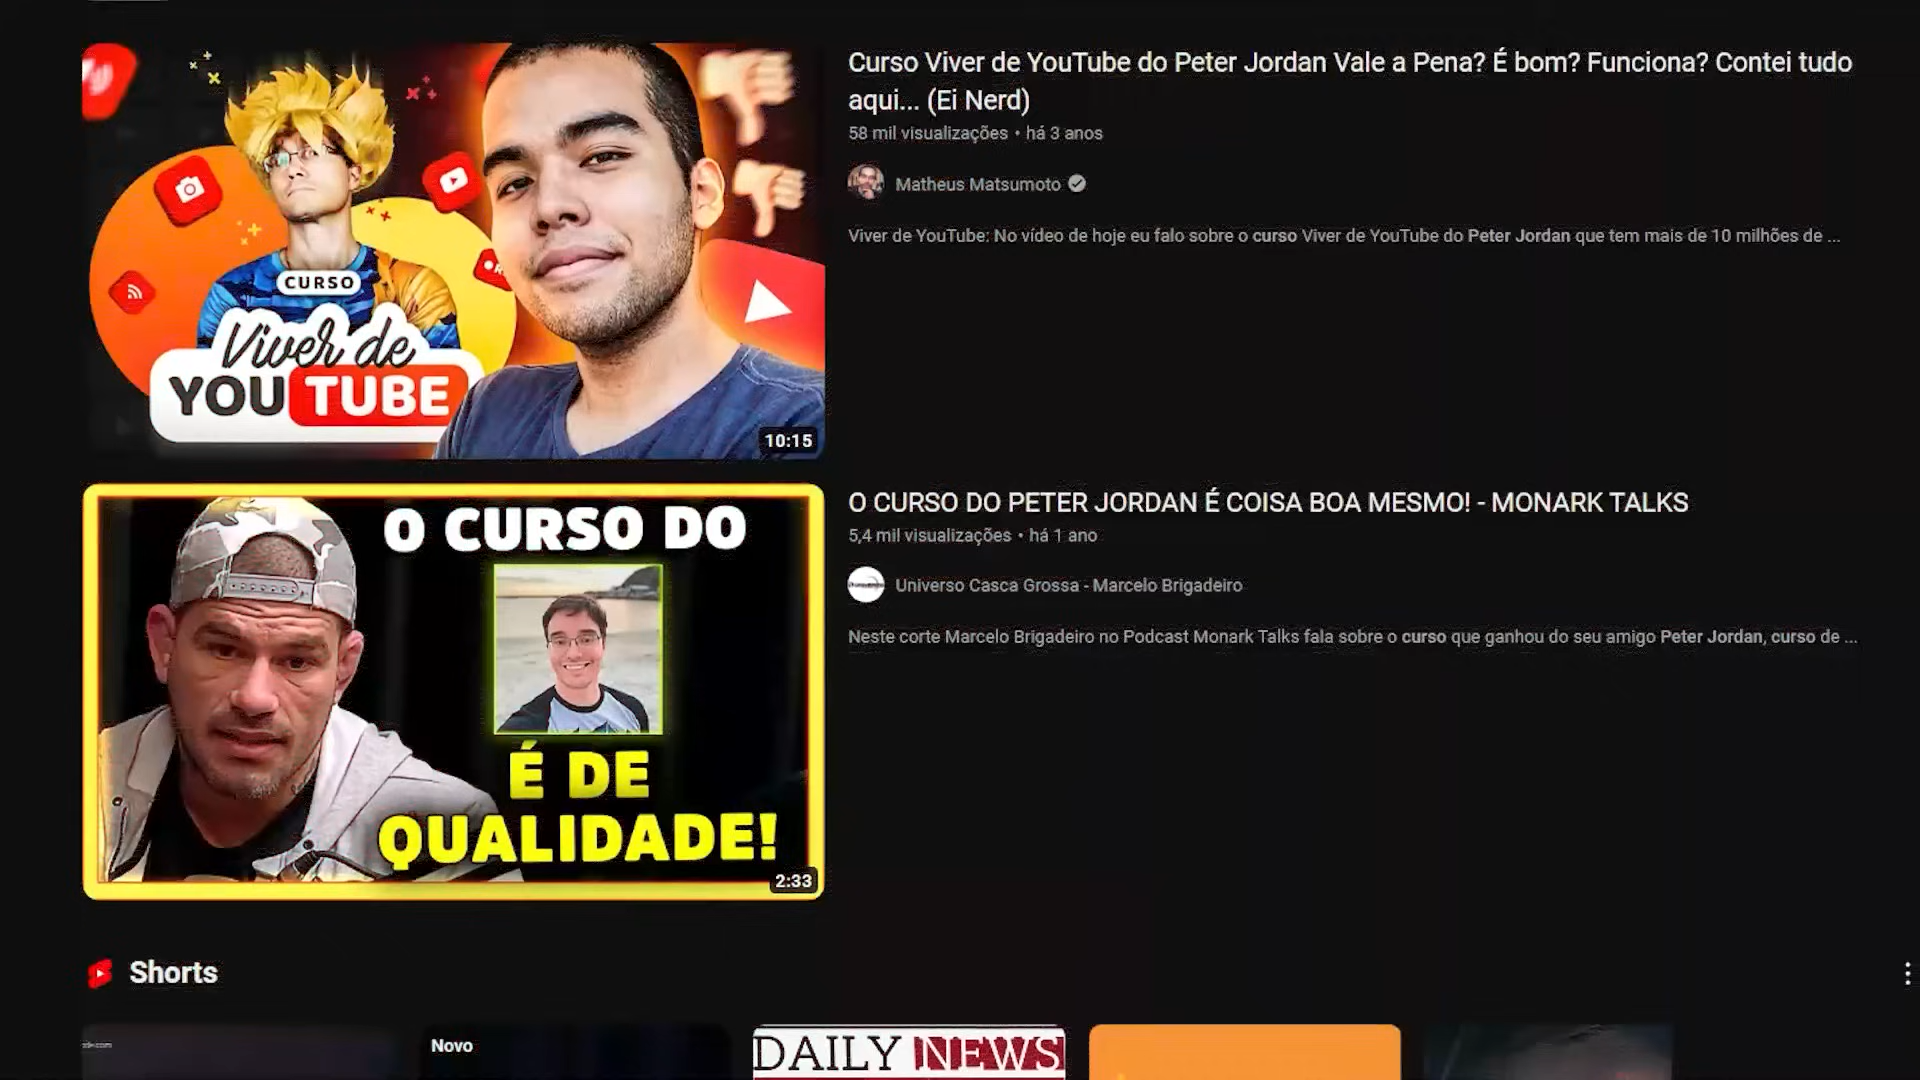 Curso Viver de YouTube do Peter Jordan Vale a Pena? É bom? Funciona? Contei tudo
aqui... (Ei Nerd)
58 mil visualizações • há 3 anos
Matheus Matsumoto
Viver de YouTube: No vídeo de hoje eu falo sobre o curso Viver de YouTube do Peter Jordan que tem mais de 10 milhões de ...
CURSO
Viver de
YOUTUBE
10:15
O CURSO DO PETER JORDAN É COISA BOA MESMO! - MONARK TALKS
5,4 mil visualizações • há 1 ano
Universo Casca Grossa - Marcelo Brigadeiro
Neste corte Marcelo Brigadeiro no Podcast Monark Talks fala sobre o curso que ganhou do seu amigo Peter Jordan, curso de ...
O CURSO DO
É DE
QUALIDADE!
2:33
Shorts
Novo
DAILY NEWS